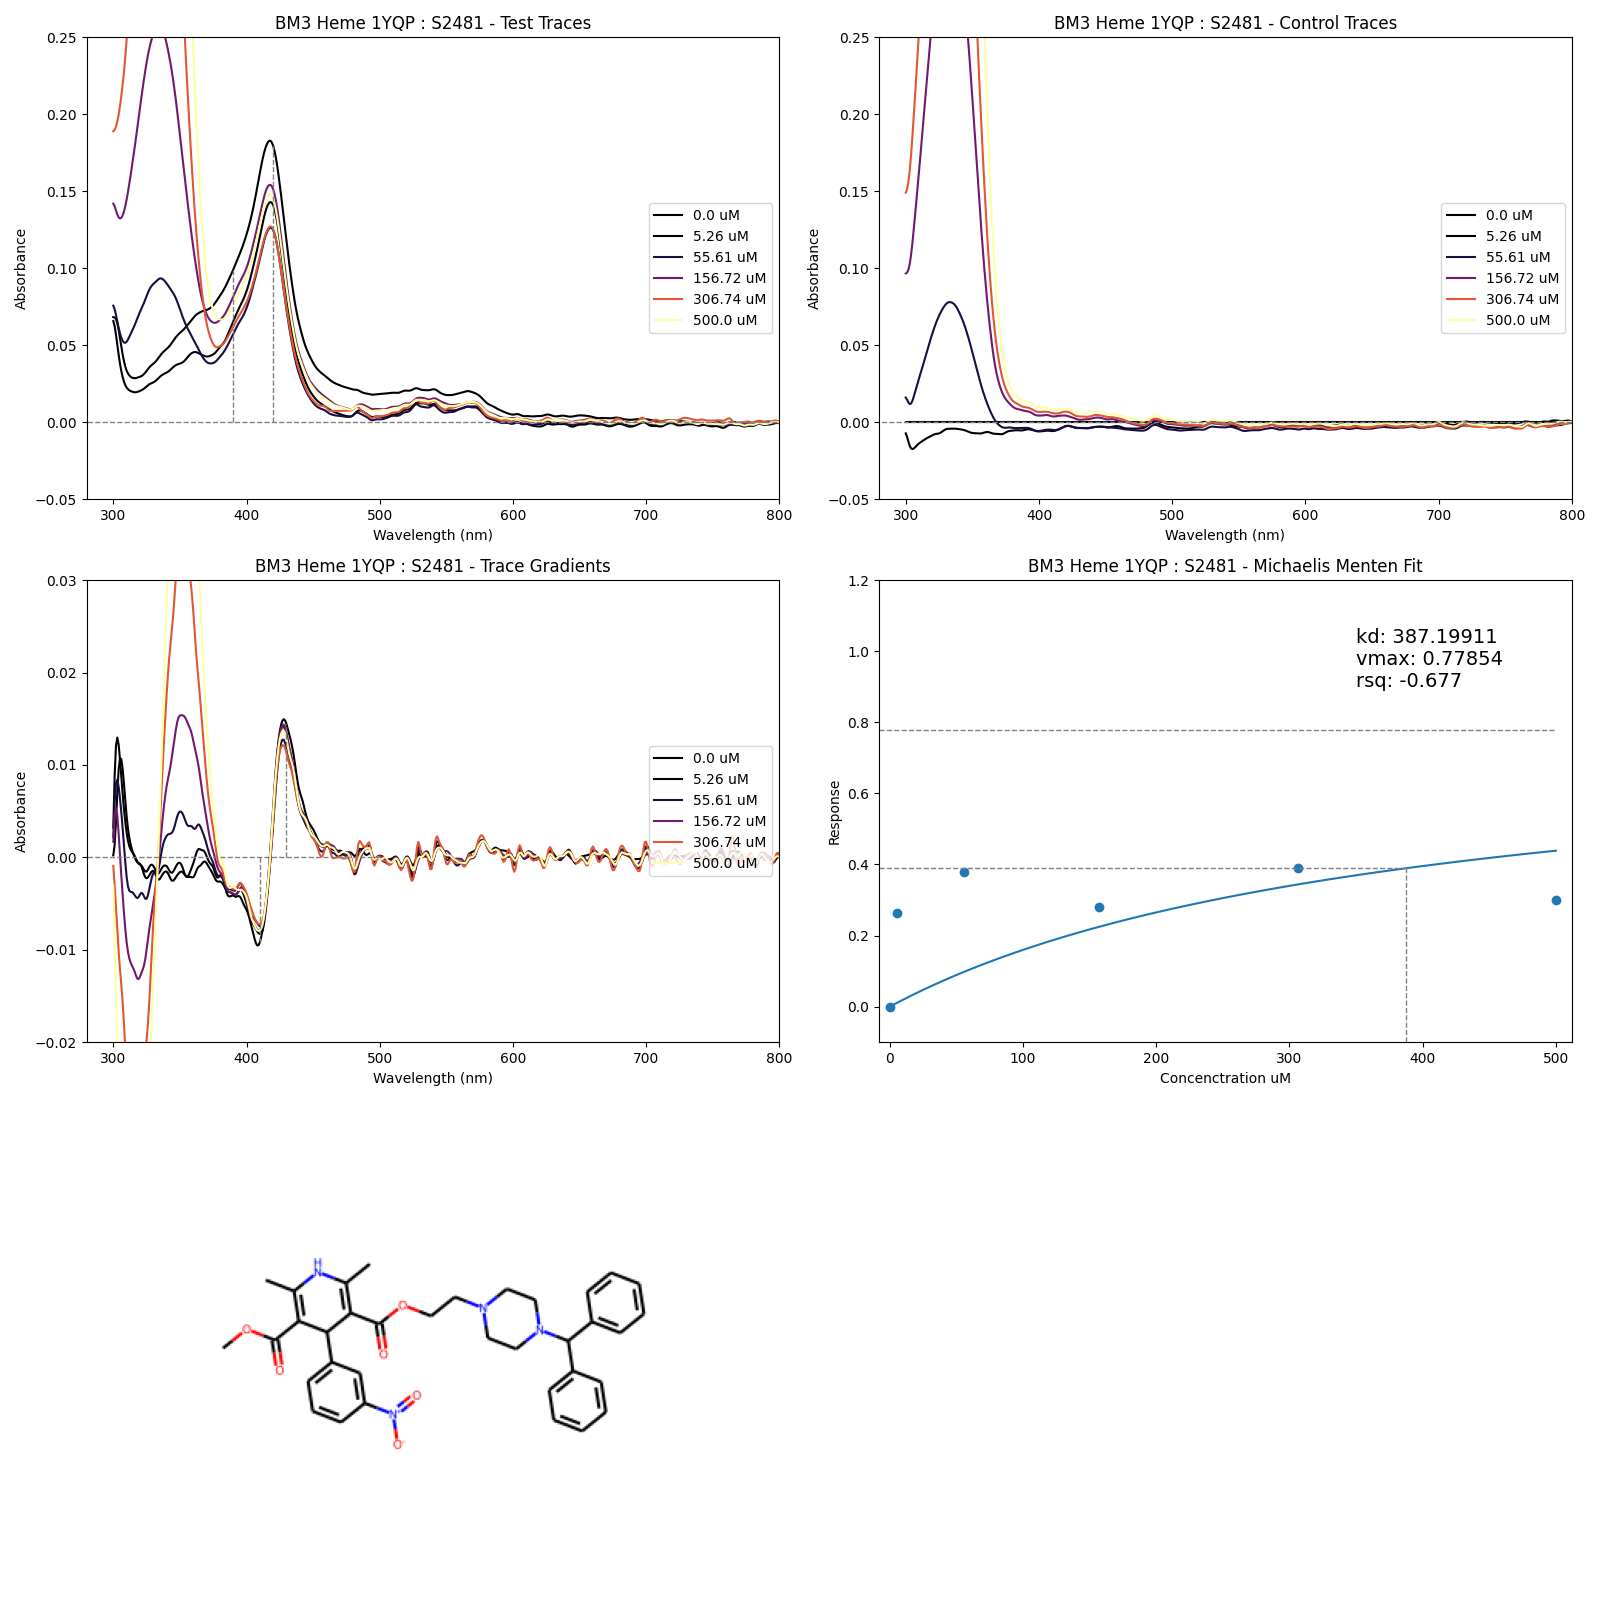 BM3 Heme 1YQP : S2481 - Test Traces
0.25
0.20
0.15
0.10
0.05
0.00
−0.05
Absorbance
300
400
500
600
700
800
Wavelength (nm)
0.0 uM
5.26 uM
55.61 uM
156.72 uM
306.74 uM
500.0 uM
BM3 Heme 1YQP : S2481 - Control Traces
0.25
0.20
0.15
0.10
0.05
0.00
−0.05
Absorbance
300
400
500
600
700
800
Wavelength (nm)
0.0 uM
5.26 uM
55.61 uM
156.72 uM
306.74 uM
500.0 uM
BM3 Heme 1YQP : S2481 - Trace Gradients
0.03
0.02
0.01
0.00
−0.01
−0.02
Absorbance
300
400
500
600
700
800
Wavelength (nm)
0.0 uM
5.26 uM
55.61 uM
156.72 uM
306.74 uM
500.0 uM
BM3 Heme 1YQP : S2481 - Michaelis Menten Fit
1.2
1.0
0.8
0.6
0.4
0.2
0.0
Response
0
100
200
300
400
500
Concenctration uM
kd: 387.19911
vmax: 0.77854
rsq: -0.677
H
N
O
O
O
O
N
N
N+
O
O-